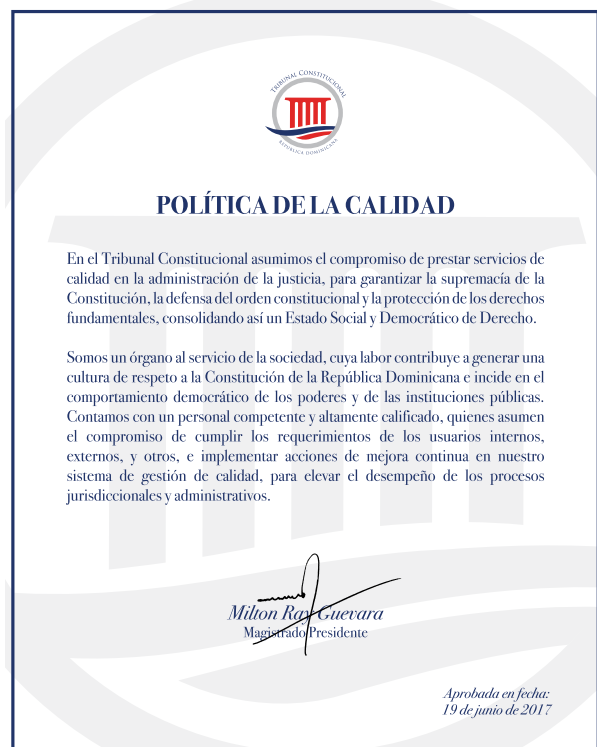 TRIBUNAL CONSTITUCIONAL
REPÚBLICA DOMINICANA
POLÍTICA DE LA CALIDAD
En el Tribunal Constitucional asumimos el compromiso de prestar servicios de
calidad en la administración de la justicia, para garantizar la supremacía de la
Constitución, la defensa del orden constitucional y la protección de los derechos
fundamentales, consolidando así un Estado Social y Democrático de Derecho.
Somos un órgano al servicio de la sociedad, cuya labor contribuye a generar una
cultura de respeto a la Constitución de la República Dominicana e incide en el
comportamiento democrático de los poderes y de las instituciones públicas.
Contamos con un personal competente y altamente calificado, quienes asumen
el compromiso de cumplir los requerimientos de los usuarios internos,
externos, y otros, e implementar acciones de mejora continua en nuestro
sistema de gestión de calidad, para elevar el desempeño de los procesos
jurisdiccionales y administrativos.
Milton Ray Guevara
Magistrado Presidente
Aprobada en fecha:
19 de junio de 2017